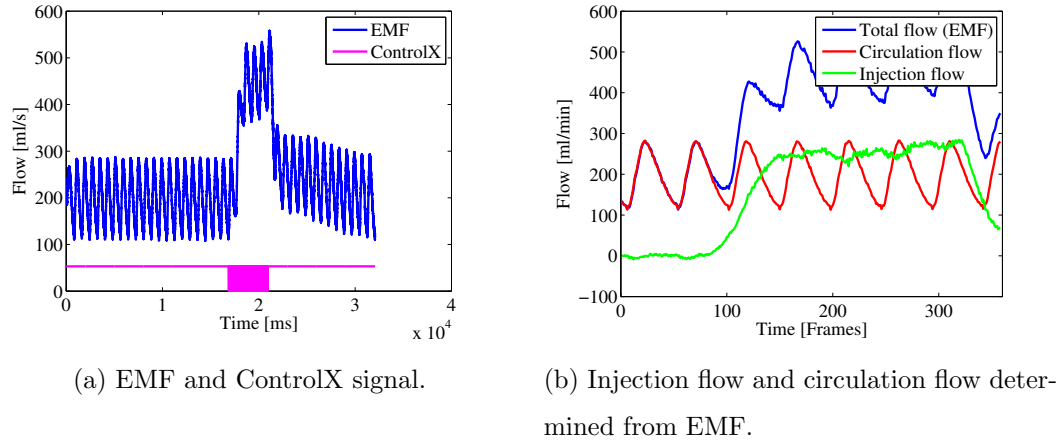 600
500
400
300
200
100
0
Flow [ml/s]
0
1
2
3
4
x 10^4
Time [ms]
EMF
ControlX
(a) EMF and ControlX signal.
600
500
400
300
200
100
0
−100
Flow [ml/min]
0
100
200
300
Time [Frames]
Total flow (EMF)
Circulation flow
Injection flow
(b) Injection flow and circulation flow deter-
mined from EMF.